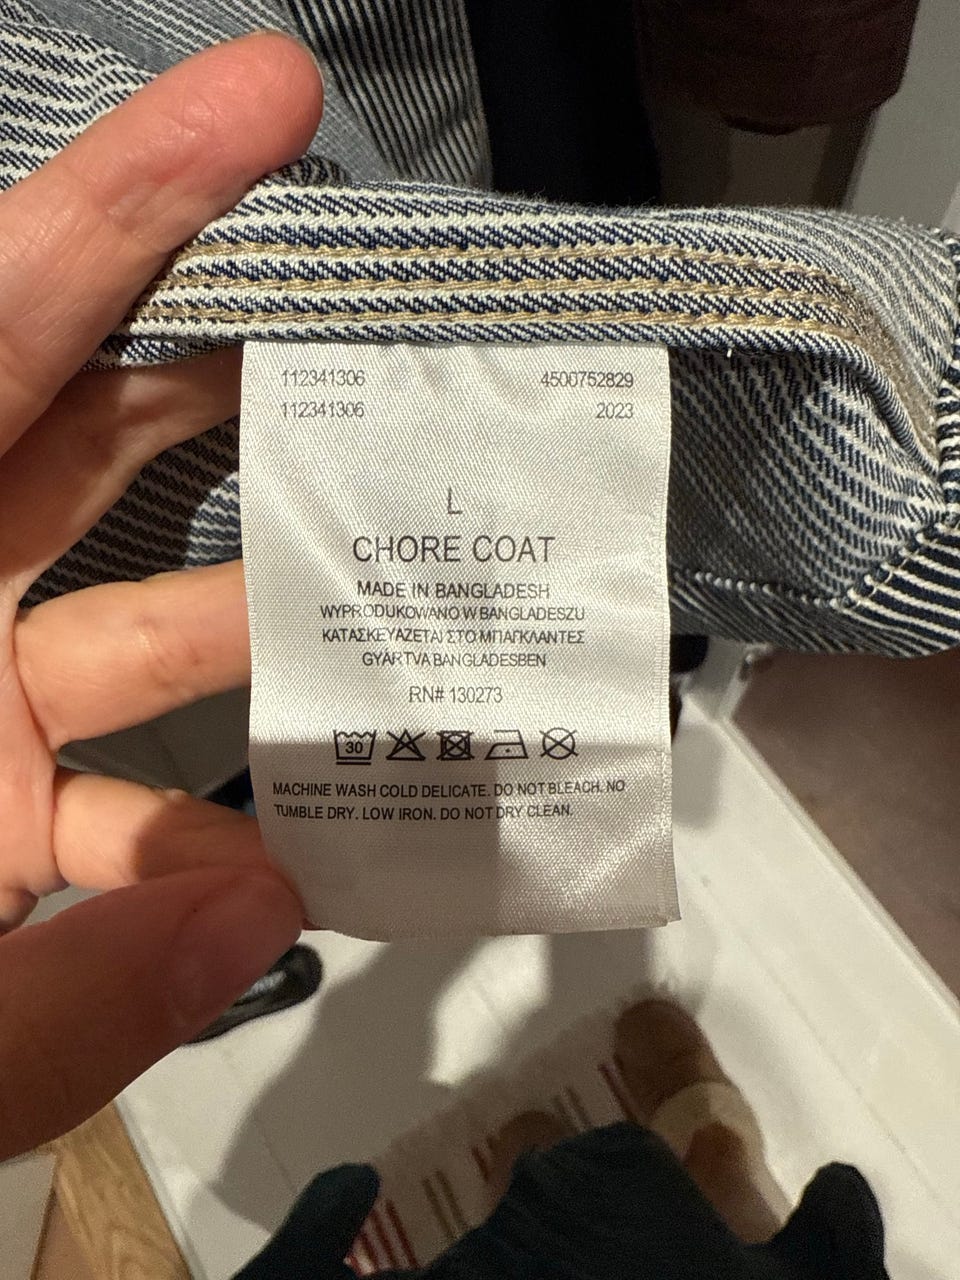 112341306 4500752829
112341306 2023
L
CHORE COAT
MADE IN BANGLADESH
WYPRODUKOWANO W BANGLADESZU
ΚΑΤΑΣΚΕΥΑΖΕΤΑΙ ΣΤΟ ΜΠΑΓΚΛΑΝΤΕΣ
GYÁRTVA BANGLADESBEN
RN# 130273
30
MACHINE WASH COLD DELICATE. DO NOT BLEACH. NO
TUMBLE DRY. LOW IRON. DO NOT DRY CLEAN.